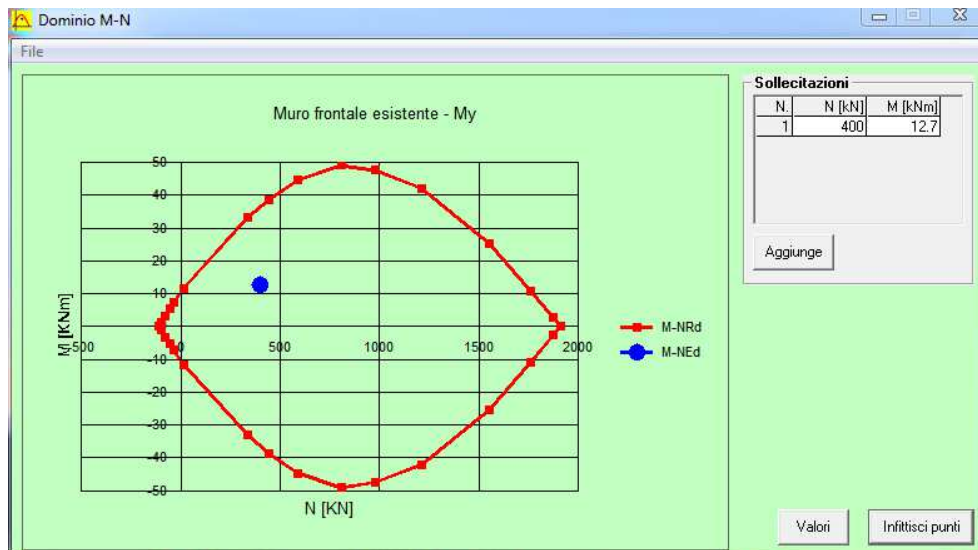 Dominio M-N
File
Muro frontale esistente - My
50
40
30
20
10
-10
-20
-30
-40
-50
-500 0 500 1000 1500 2000
M [KNm]
N [KN]
M-NRd
M-NEd
Sollecitazioni
N. N [kN] M [kNm]
1 400 12.7
Aggiunge
Valori
Infittisci punti